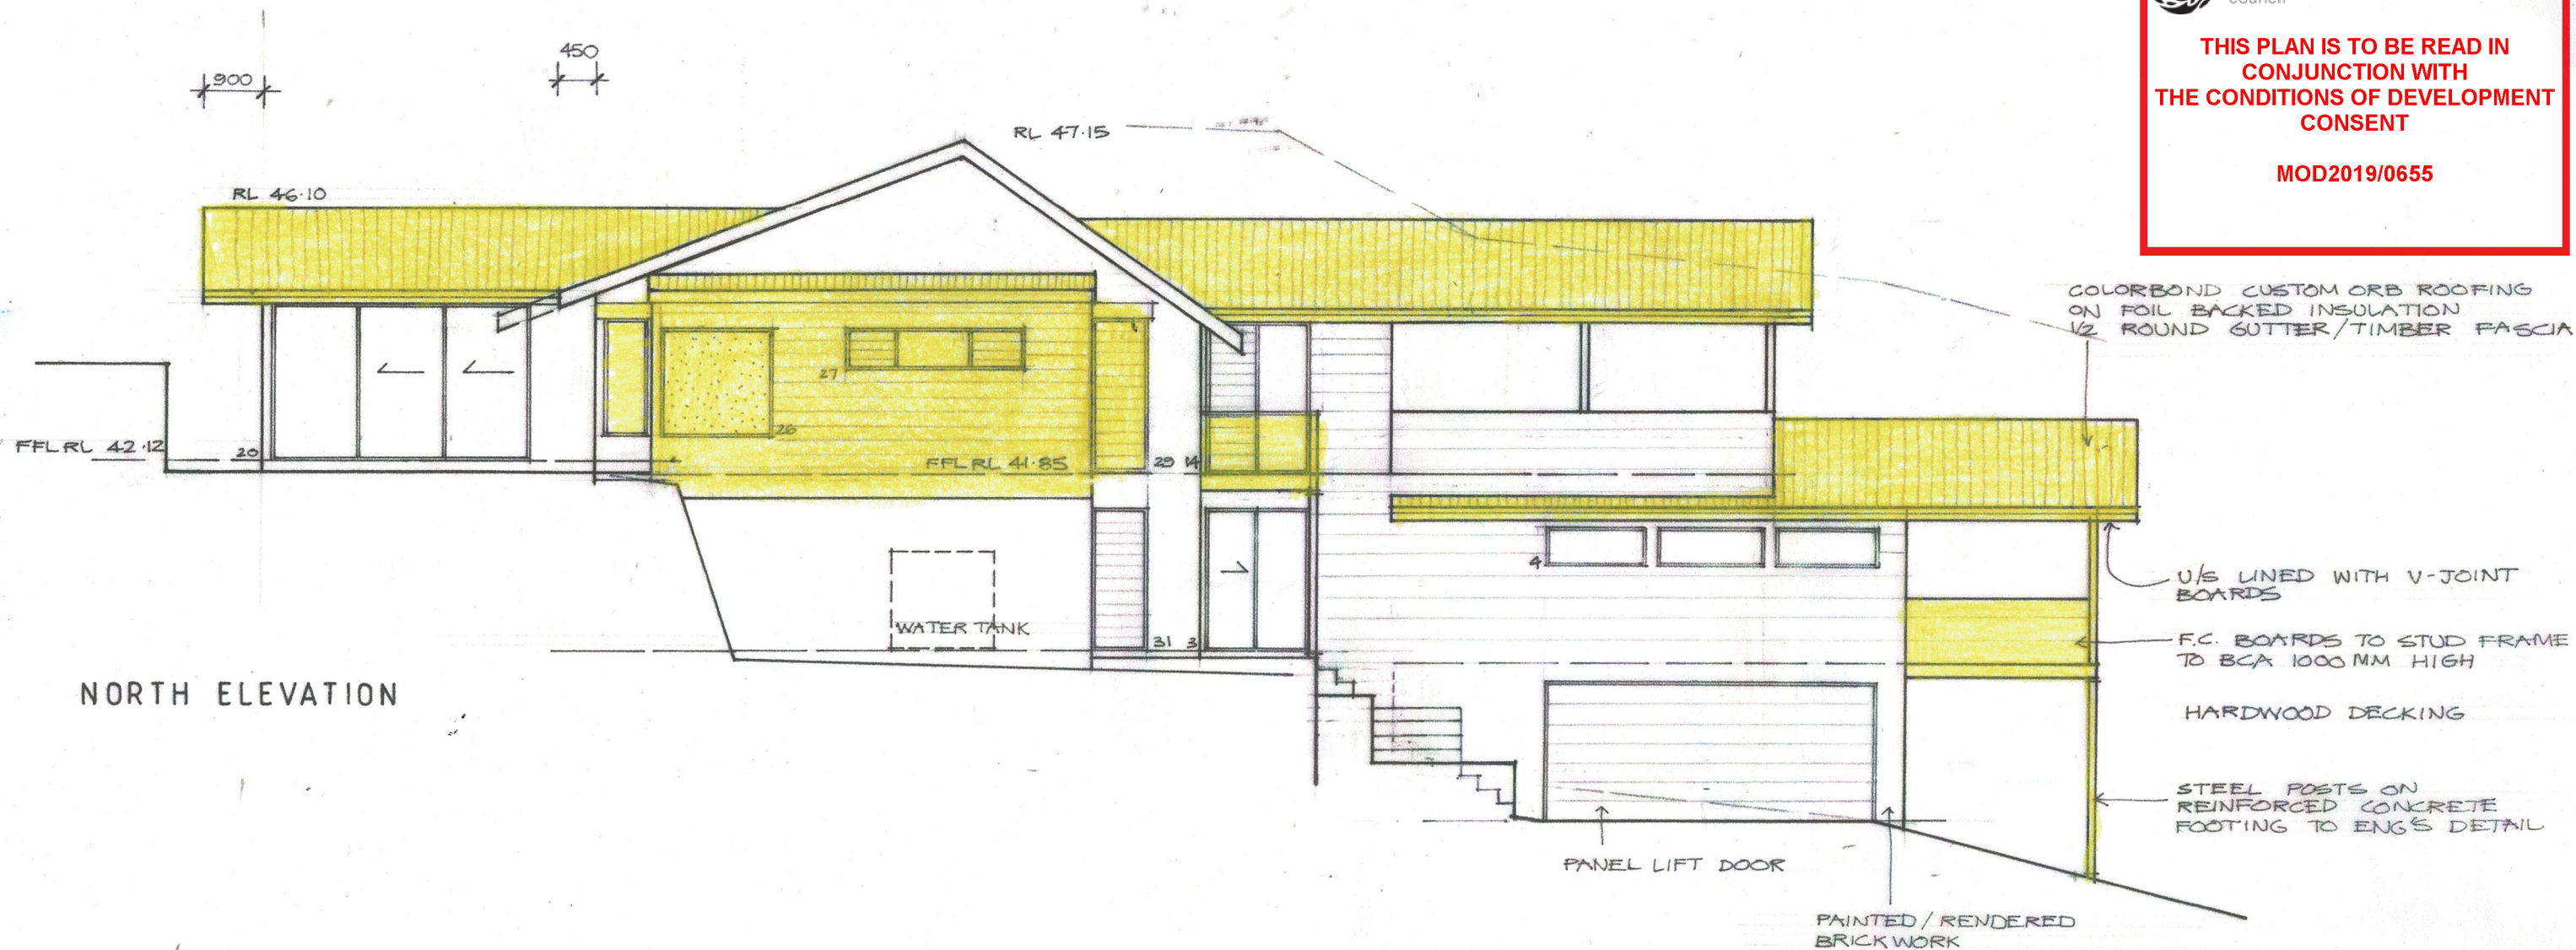 council
THIS PLAN IS TO BE READ IN
CONJUNCTION WITH
THE CONDITIONS OF DEVELOPMENT
CONSENT
MOD2019/0655
900
450
RL 47.15
RL 46.10
COLORBOND CUSTOM ORB ROOFING
ON FOIL BACKED INSULATION
1/2 ROUND GUTTER/TIMBER FASCIA
27
26
FFL RL 42.12
20
FFL RL 41.85
29 14
4
U/S LINED WITH V-JOINT
BOARDS
WATER TANK
31 3
F.C. BOARDS TO STUD FRAME
TO BCA 1000 MM HIGH
NORTH ELEVATION
HARDWOOD DECKING
STEEL POSTS ON
REINFORCED CONCRETE
FOOTING TO ENG'S DETAIL
PANEL LIFT DOOR
PAINTED / RENDERED
BRICKWORK